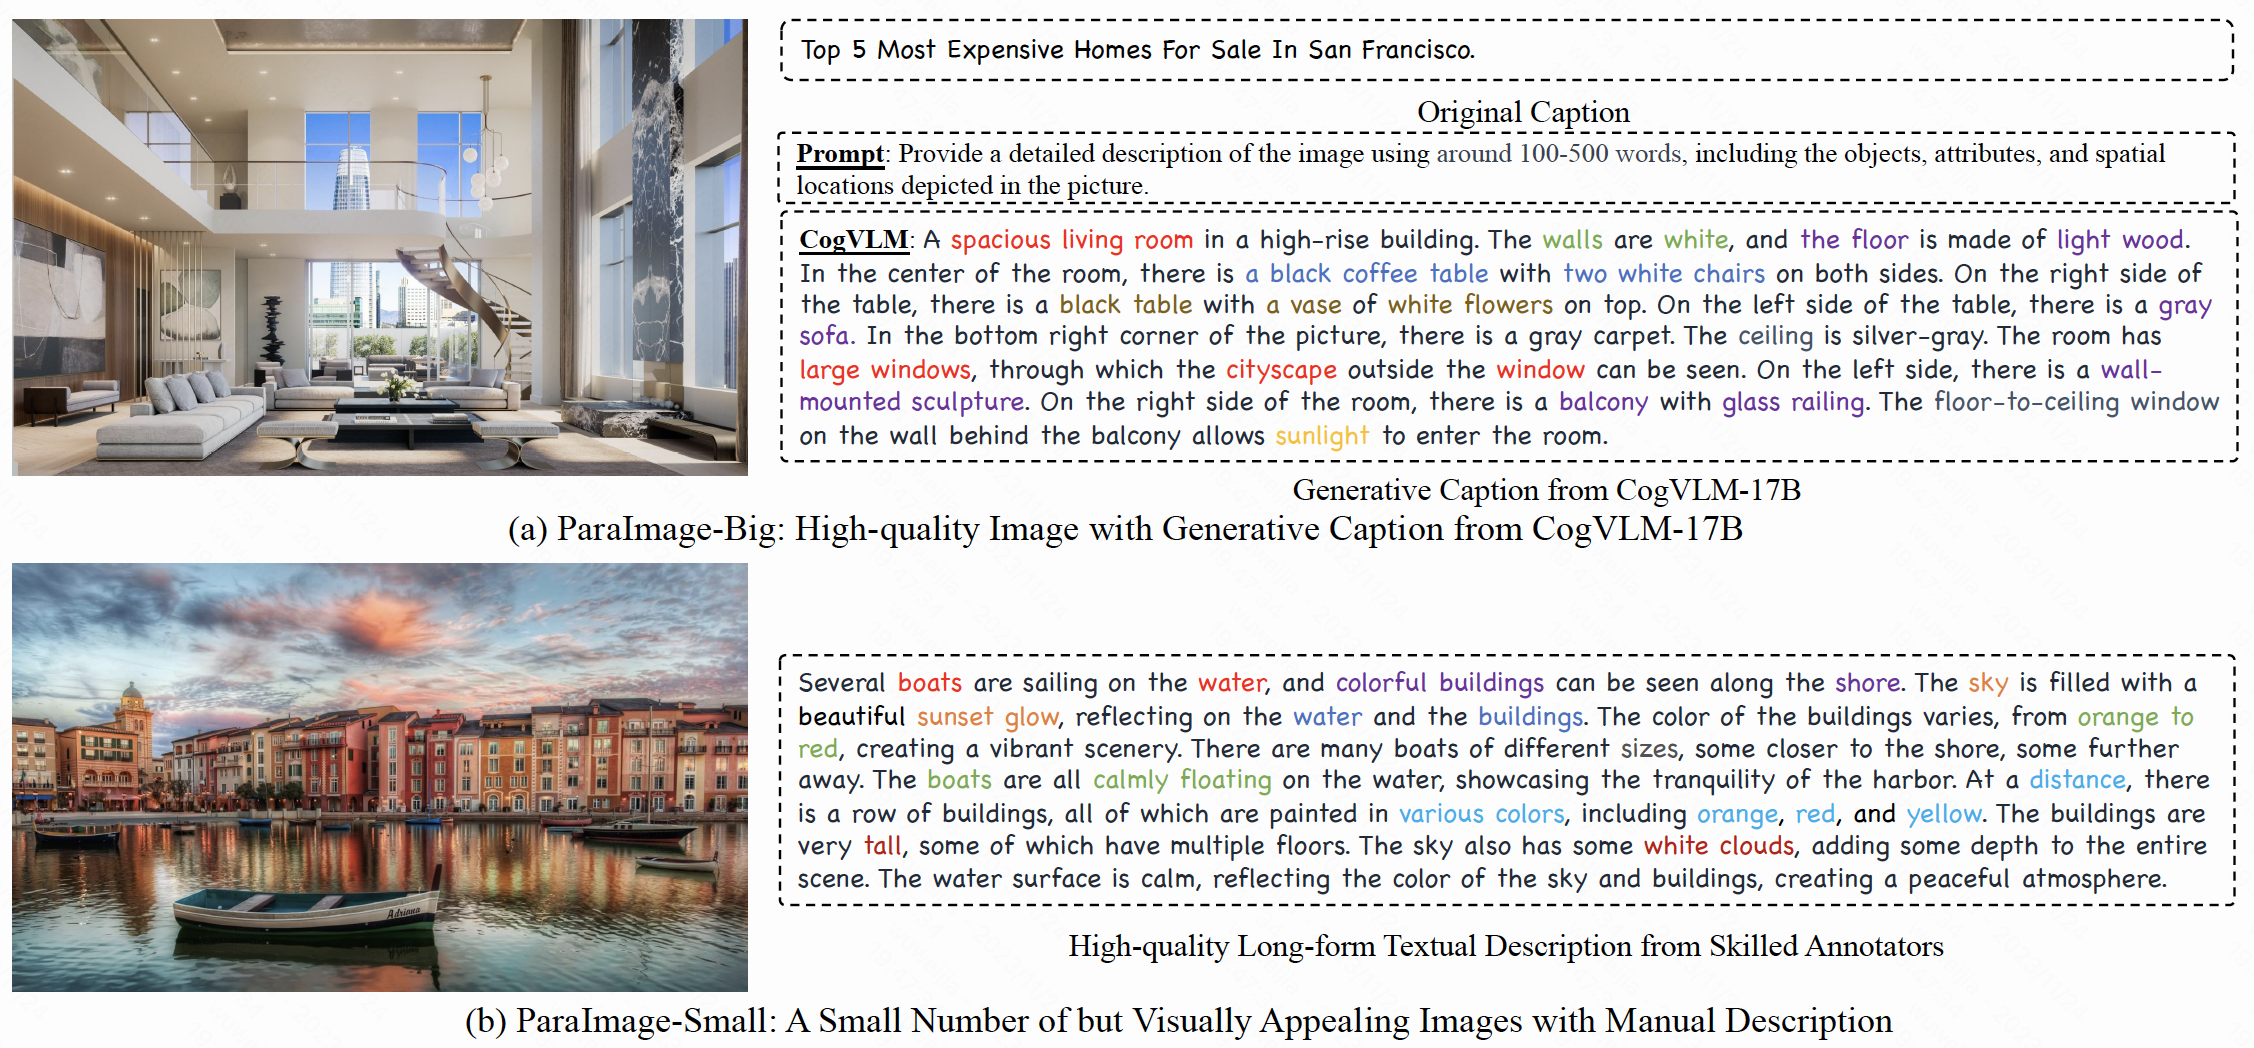 Top 5 Most Expensive Homes For Sale In San Francisco.
Original Caption
Prompt: Provide a detailed description of the image using around 100-500 words, including the objects, attributes, and spatial
locations depicted in the picture.
CogVLM: A spacious living room in a high-rise building. The walls are white, and the floor is made of light wood.
In the center of the room, there is a black coffee table with two white chairs on both sides. On the right side of
the table, there is a black table with a vase of white flowers on top. On the left side of the table, there is a gray
sofa. In the bottom right corner of the picture, there is a gray carpet. The ceiling is silver-gray. The room has
large windows, through which the cityscape outside the window can be seen. On the left side, there is a wall-
mounted sculpture. On the right side of the room, there is a balcony with glass railing. The floor-to-ceiling window
on the wall behind the balcony allows sunlight to enter the room.
Generative Caption from CogVLM-17B
(a) ParaImage-Big: High-quality Image with Generative Caption from CogVLM-17B
Several boats are sailing on the water, and colorful buildings can be seen along the shore. The sky is filled with a
beautiful sunset glow, reflecting on the water and the buildings. The color of the buildings varies, from orange to
red, creating a vibrant scenery. There are many boats of different sizes, some closer to the shore, some further
away. The boats are all calmly floating on the water, showcasing the tranquility of the harbor. At a distance, there
is a row of buildings, all of which are painted in various colors, including orange, red, and yellow. The buildings are
very tall, some of which have multiple floors. The sky also has some white clouds, adding some depth to the entire
scene. The water surface is calm, reflecting the color of the sky and buildings, creating a peaceful atmosphere.
Adriana
High-quality Long-form Textual Description from Skilled Annotators
(b) ParaImage-Small: A Small Number of but Visually Appealing Images with Manual Description